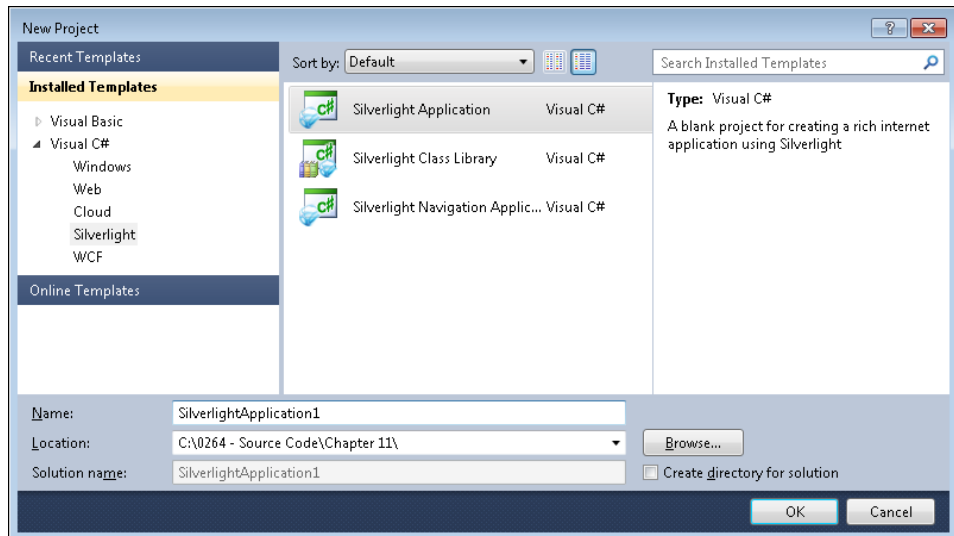 New Project
Recent Templates
Installed Templates
Visual Basic
Visual C#
Windows
Web
Cloud
Silverlight
WCF
Online Templates
Sort by: Default
C# Silverlight Application Visual C#
C# Silverlight Class Library Visual C#
C# Silverlight Navigation Applic... Visual C#
Search Installed Templates
Type: Visual C#
A blank project for creating a rich internet
application using Silverlight
Name: SilverlightApplication1
Location: C:\0264 - Source Code\Chapter 11\
Browse...
Solution name: SilverlightApplication1
Create directory for solution
OK Cancel